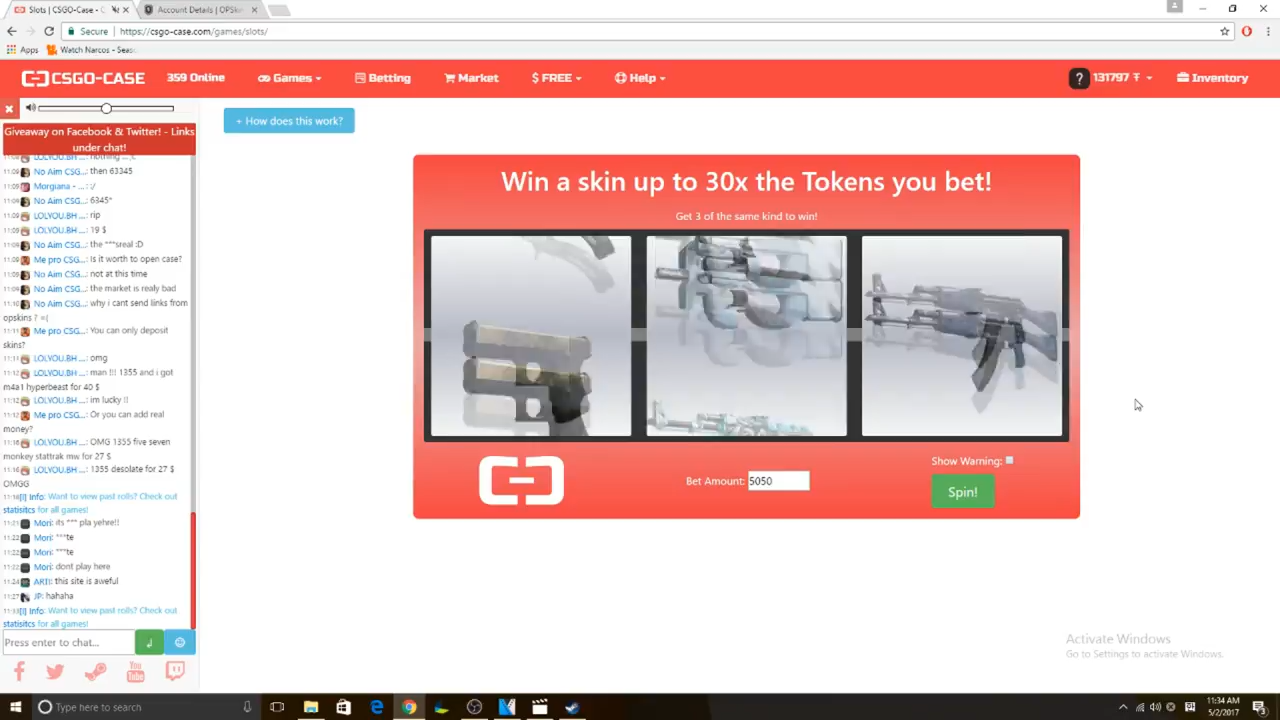 Slots | CSGO-Case - C
Account Details | OPSki
Secure
https://csgo-case.com/games/slots/
Apps
Watch Narcos - Seas
CSGO-CASE
359 Online
Games
Betting
Market
$ FREE
Help
?
131797
Inventory
Giveaway on Facebook & Twitter! - Links
under chat!
11:09 No Aim CSG...: then 63345
11:09 Morgiana - ...: :/
11:09 No Aim CSG...: 6345*
11:09 LOLYOU.BH ...: rip
11:09 LOLYOU.BH ...: 19 $
11:09 No Aim CSG...: the ***sreal :D
11:09 Me pro CSG...: Is it worth to open case?
11:09 No Aim CSG...: not at this time
11:09 No Aim CSG...: the market is realy bad
11:10 No Aim CSG...: why i cant send links from
opskins ? =(
11:11 Me pro CSG...: You can only deposit
skins?
11:11 LOLYOU.BH ...: omg
11:12 LOLYOU.BH ...: man !!! 1355 and i got
m4a1 hyperbeast for 40 $
11:12 LOLYOU.BH ...: im lucky !!
11:12 Me pro CSG...: Or you can add real
money?
11:16 LOLYOU.BH ...: OMG 1355 five seven
monkey stattrak mw for 27 $
11:16 LOLYOU.BH ...: 1355 desolate for 27 $
OMGG
11:18 [!] Info: Want to view past rolls? Check out
statisitcs for all games!
11:21 Mori: its *** pla yehre!!
11:22 Mori: ***te
11:22 Mori: ***te
11:22 Mori: dont play here
11:24 ARTI: this site is aweful
11:27 JP: hahaha
11:33 [!] Info: Want to view past rolls? Check out
statisitcs for all games!
Press enter to chat...
You
Tube
+ How does this work?
Win a skin up to 30x the Tokens you bet!
Get 3 of the same kind to win!
Bet Amount: 5050
Show Warning:
Spin!
Activate Windows
Go to Settings to activate Windows.
Type here to search
11:34 AM
5/2/2017
3